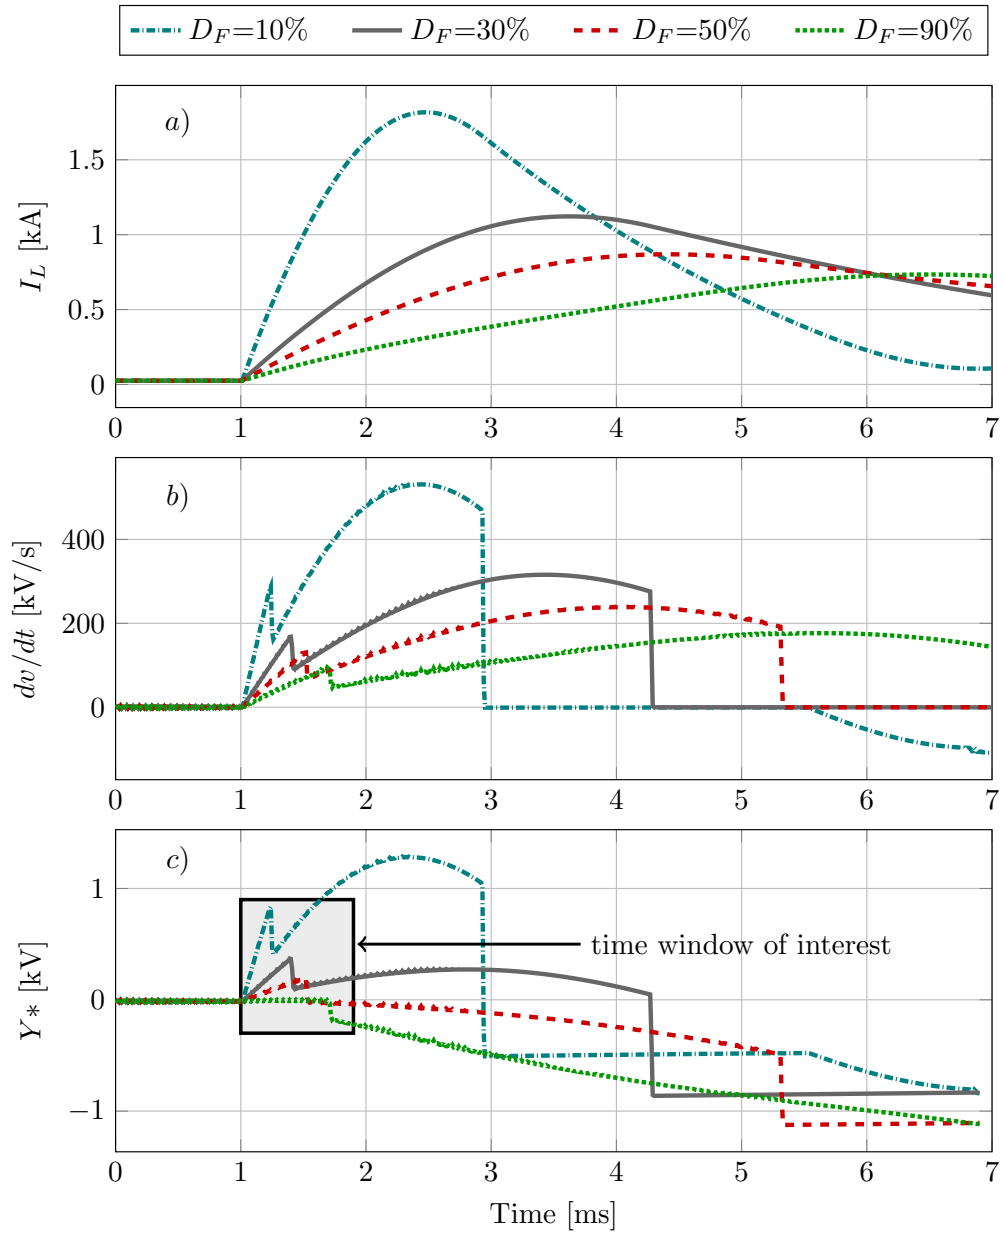 D_F=10% D_F=30% D_F=50% D_F=90%
a)
I_L [kA]
1.5
1
0.5
0
0 1 2 3 4 5 6 7
b)
dv/dt [kV/s]
400
200
0
0 1 2 3 4 5 6 7
c)
Y* [kV]
1
0
−1
time window of interest
0 1 2 3 4 5 6 7
Time [ms]